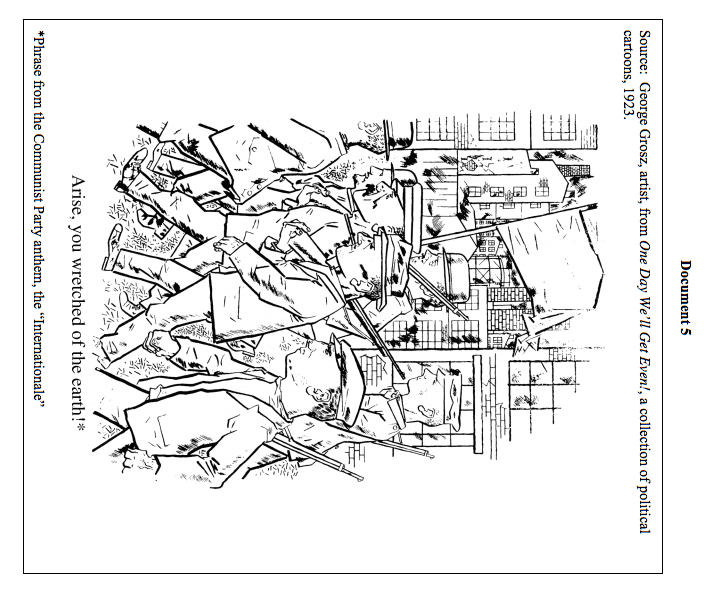 Document 5
Source:  George Grosz, artist, from One Day We'll Get Even!, a collection of political
cartoons, 1923.
Arise, you wretched of the earth!*
*Phrase from the Communist Party anthem, the “Internationale”